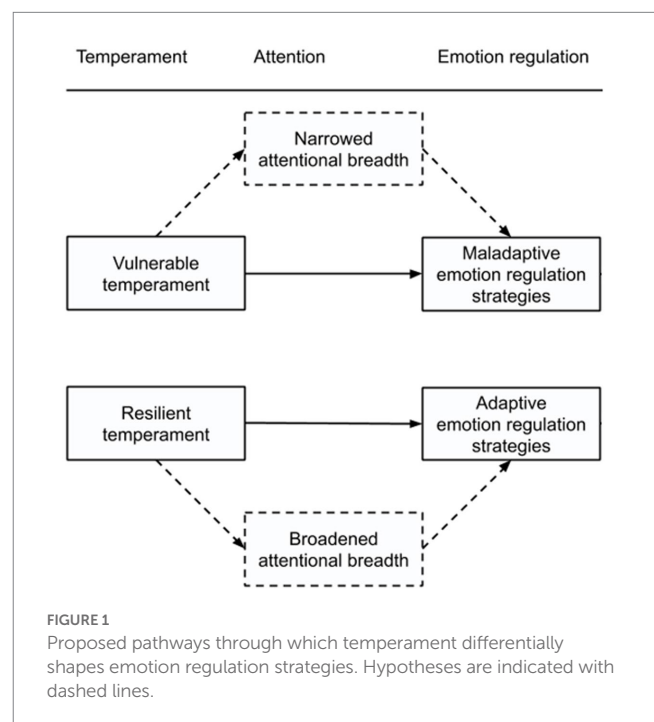 Temperament Attention Emotion regulation
Narrowed
attentional breadth
Vulnerable
temperament
Maladaptive
emotion regulation
strategies
Resilient
temperament
Adaptive
emotion regulation
strategies
Broadened
attentional breadth
FIGURE 1
Proposed pathways through which temperament differentially
shapes emotion regulation strategies. Hypotheses are indicated with
dashed lines.